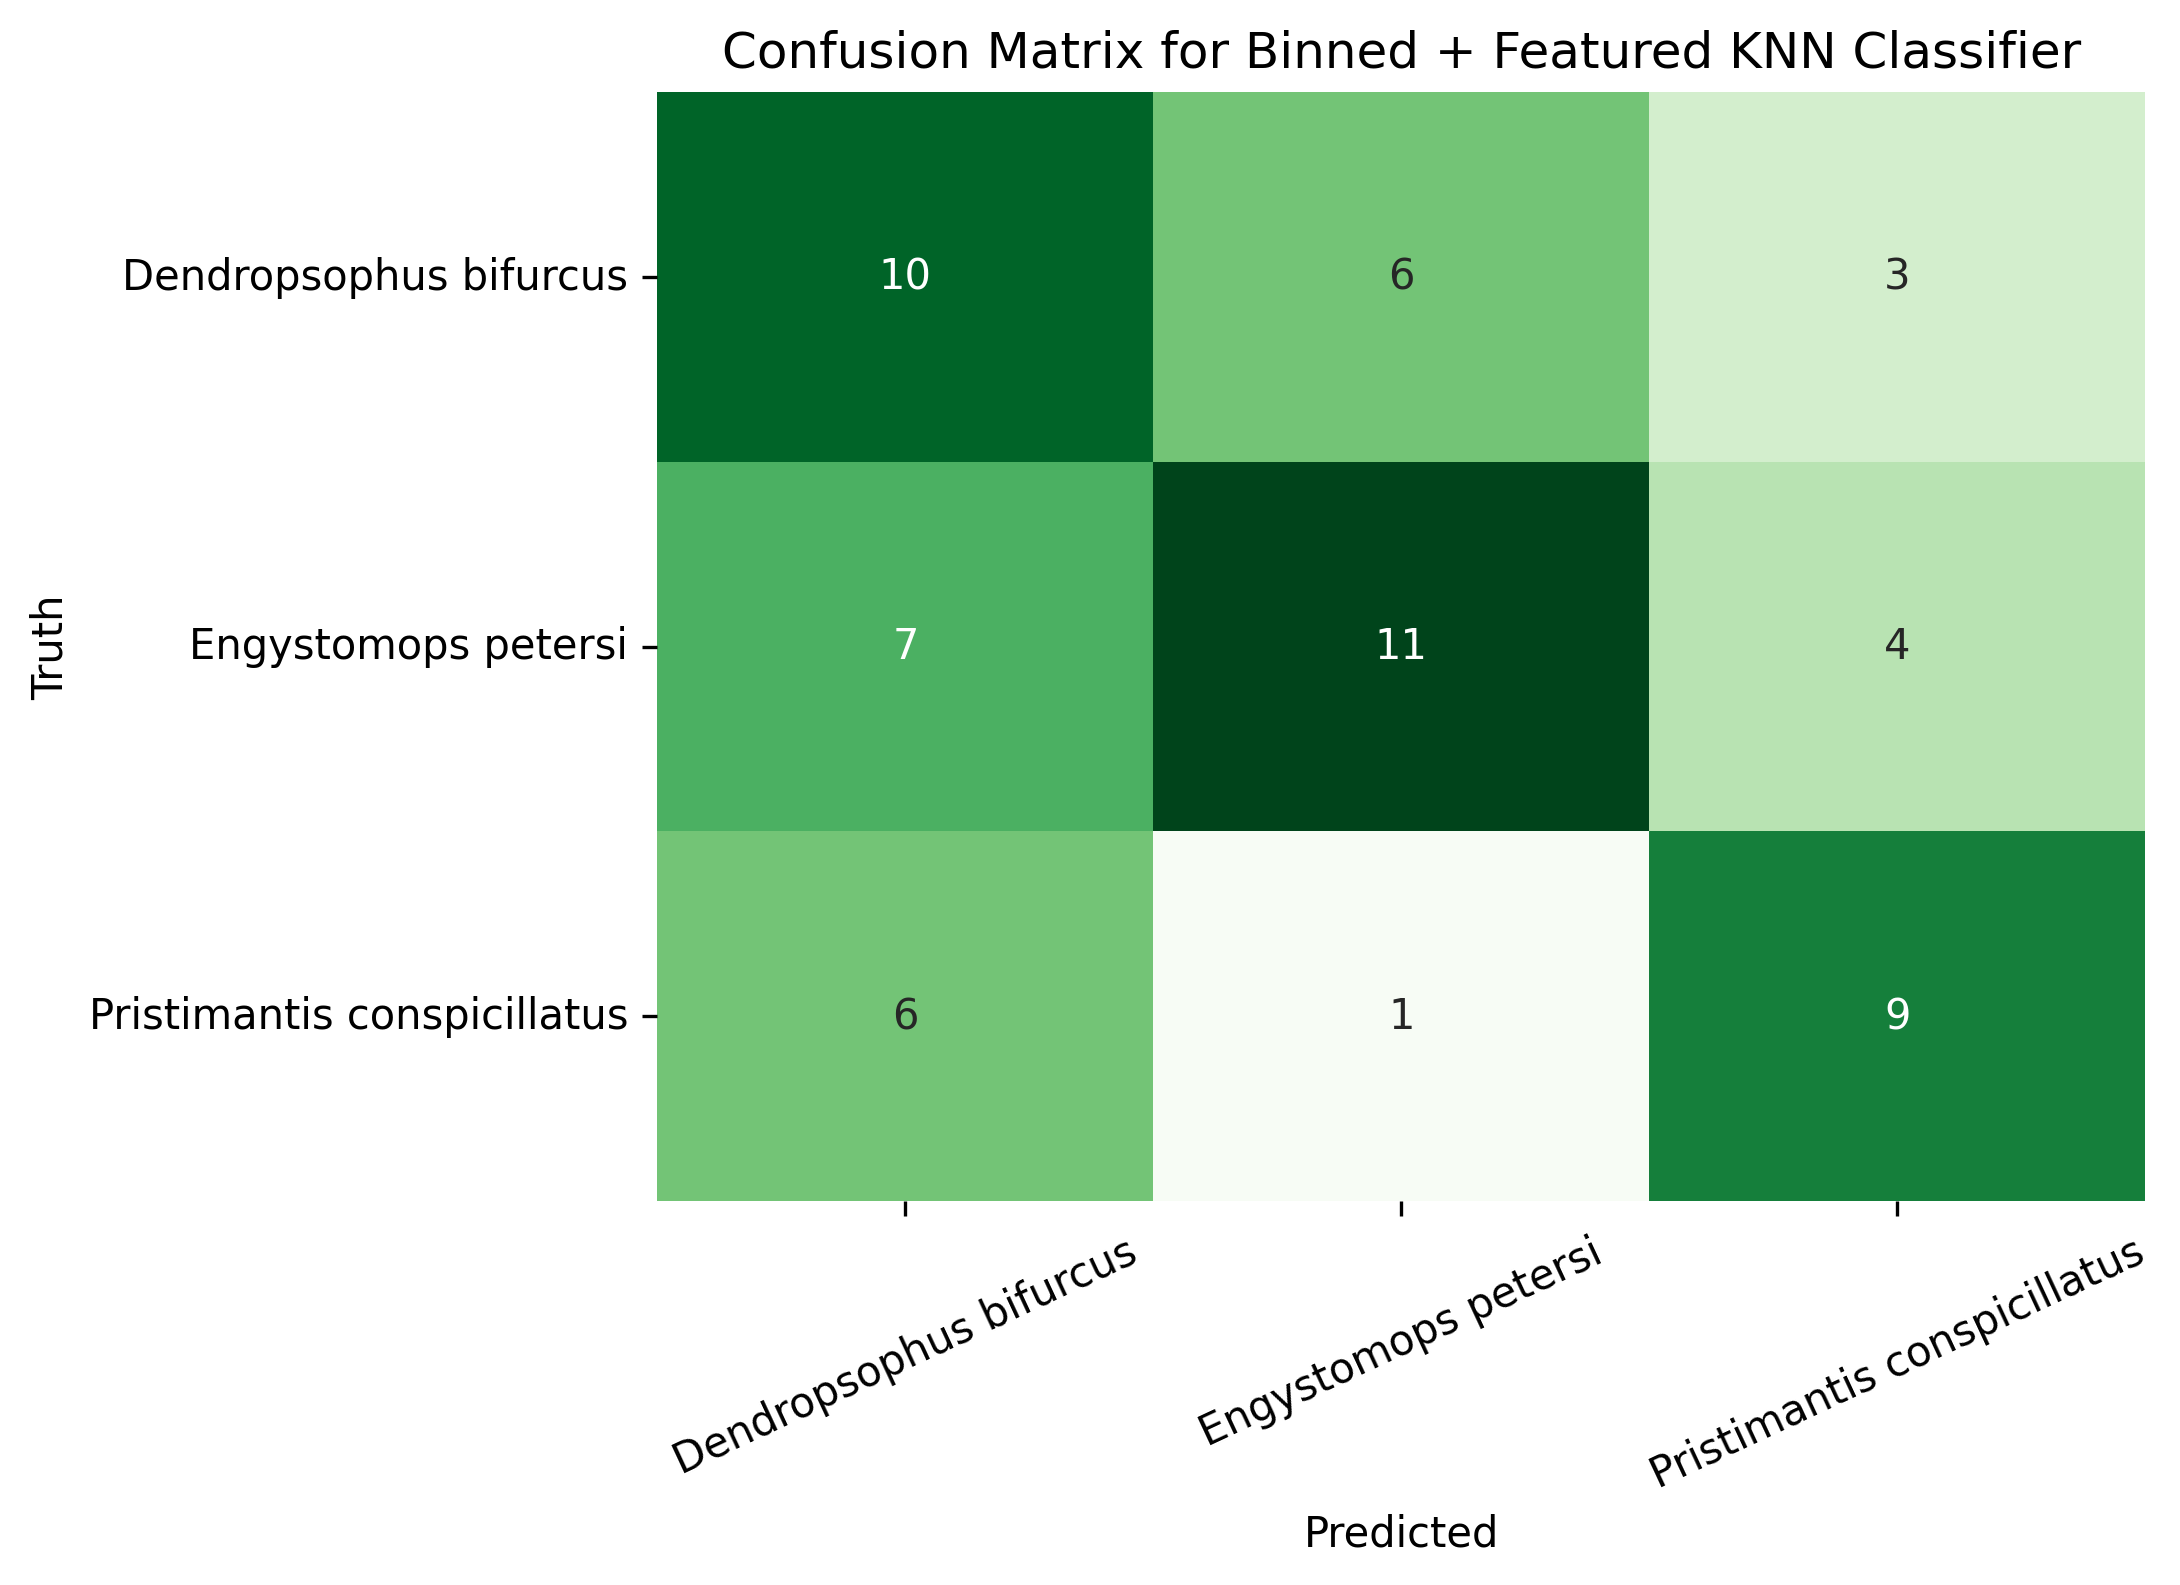 Confusion Matrix for Binned + Featured KNN Classifier
Truth
Dendropsophus bifurcus
10
6
3
Engystomops petersi
7
11
4
Pristimantis conspicillatus
6
1
9
Dendropsophus bifurcus
Engystomops petersi
Pristimantis conspicillatus
Predicted